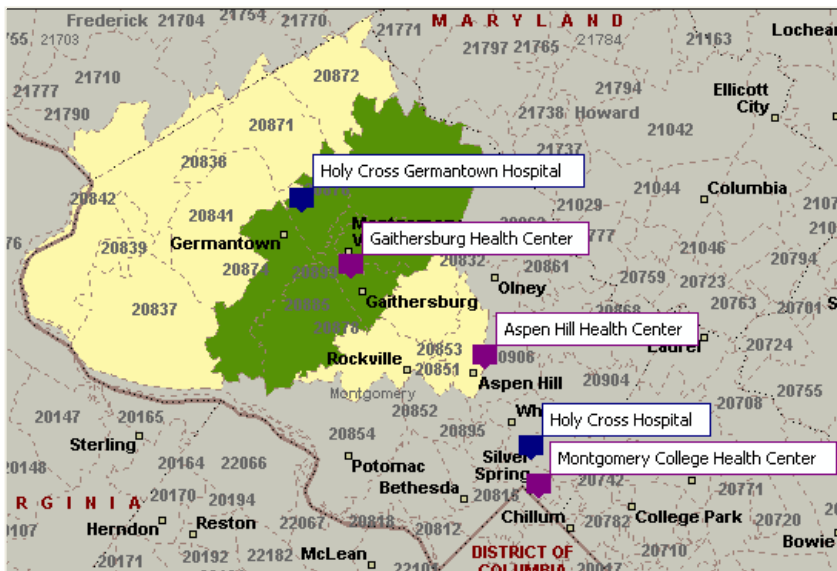 Frederick 21704 21754 21770 MARYLAND
21771
21703 21797 21765 21784 21163
21710 20872
21777 21794 Ellicott
City
21790 21738 Howard
20871 21042
21737
20836
Holy Cross Germantown Hospital
20842 21044 Columbia
20841 21029
Germantown Gaithersburg Health Center
20839 20874 20832 21046
20861 20794
20759 20723
Olney
20837 20885 Gaithersburg 20763 20701
20878
Aspen Hill Health Center
20853 20906 20724
Rockville 20851
Aspen Hill 20904
Montgomery 20755
20147 20165 20852 20708
Holy Cross Hospital
Sterling 20854 20895
20148 20164 22066 Silver
Spring
Potomac Montgomery College Health Center
Bethesda 20742 20771
20170 20194
Herndon Reston 22067 20818 20812 Chillum 20782 College Park 20720
Bowie
20171 20192 22182 McLean DISTRICT OF
COLUMBIA
20710